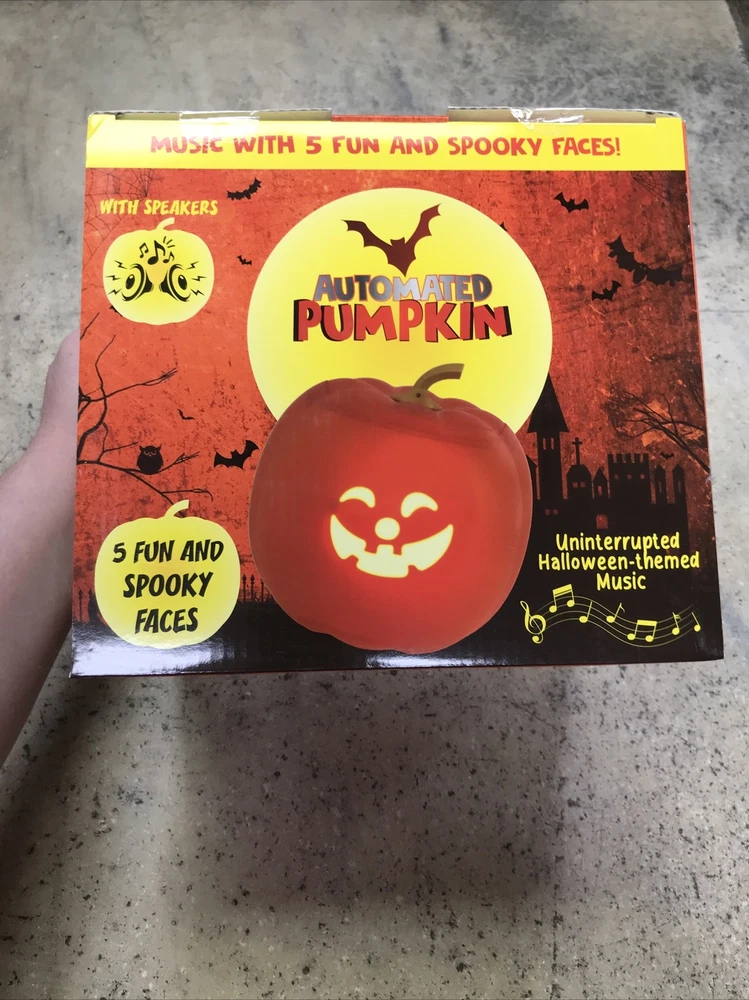 MUSIC WITH 5 FUN AND SPOOKY FACES!
WITH SPEAKERS
AUTOMATED
PUMPKIN
5 FUN AND
SPOOKY
FACES
Uninterrupted
Halloween-themed
Music